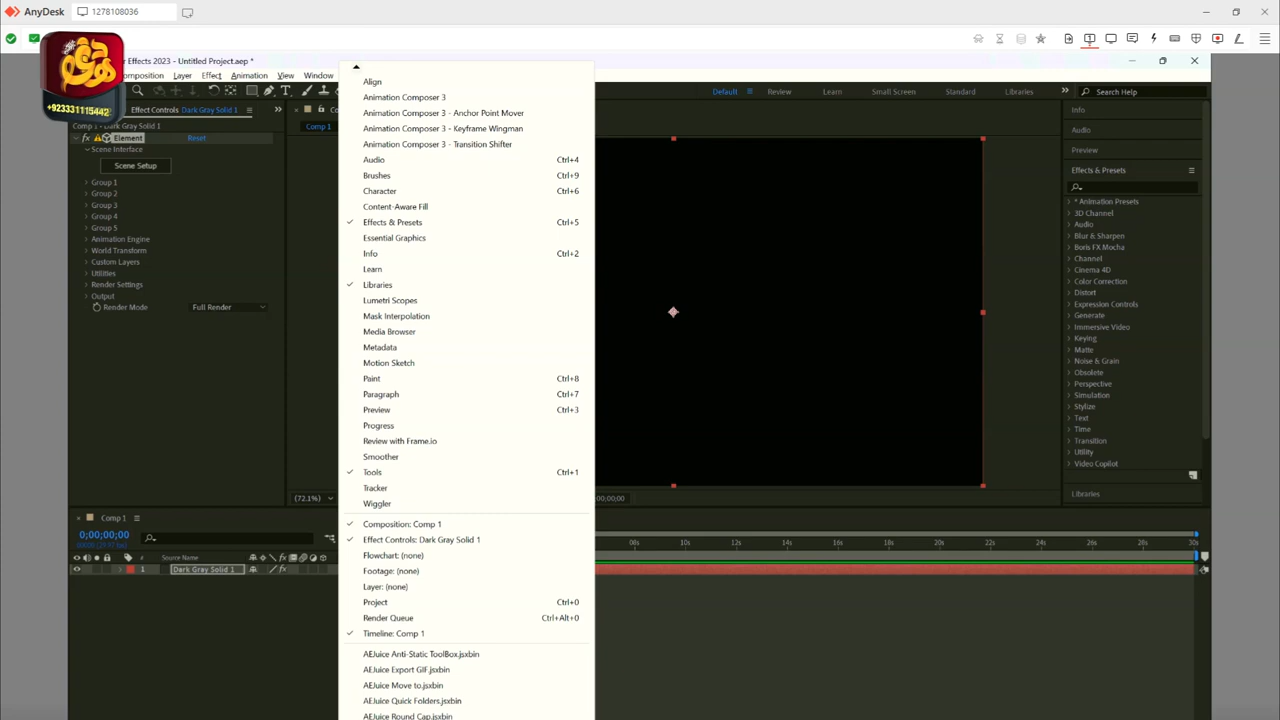 AnyDesk
1278108036
+923331115442
r Effects 2023 - Untitled Project.aep *
omposition Layer Effect Animation View Window
Default
Review
Learn
Small Screen
Standard
Libraries
Search Help
Effect Controls Dark Gray Solid 1
Comp 1 - Dark Gray Solid 1
fx Element Reset
Scene Interface
Scene Setup
Group 1
Group 2
Group 3
Group 4
Group 5
Animation Engine
World Transform
Custom Layers
Utilities
Render Settings
Output
Render Mode Full Render
Comp 1
Align
Animation Composer 3
Animation Composer 3 - Anchor Point Mover
Animation Composer 3 - Keyframe Wingman
Animation Composer 3 - Transition Shifter
Audio Ctrl+4
Brushes Ctrl+9
Character Ctrl+6
Content-Aware Fill
Effects & Presets Ctrl+5
Essential Graphics
Info Ctrl+2
Learn
Libraries
Lumetri Scopes
Mask Interpolation
Media Browser
Metadata
Motion Sketch
Paint Ctrl+8
Paragraph Ctrl+7
Preview Ctrl+3
Progress
Review with Frame.io
Smoother
Tools Ctrl+1
Tracker
Wiggler
Composition: Comp 1
Effect Controls: Dark Gray Solid 1
Flowchart: (none)
Footage: (none)
Layer: (none)
Project Ctrl+0
Render Queue Ctrl+Alt+0
Timeline: Comp 1
AEJuice Anti-Static ToolBox.jsxbin
AEJuice Export GIF.jsxbin
AEJuice Move to.jsxbin
AEJuice Quick Folders.jsxbin
AEJuice Round Cap.jsxbin
Info
Audio
Preview
Effects & Presets
* Animation Presets
3D Channel
Audio
Blur & Sharpen
Boris FX Mocha
Channel
Cinema 4D
Color Correction
Distort
Expression Controls
Generate
Immersive Video
Keying
Matte
Noise & Grain
Obsolete
Perspective
Simulation
Stylize
Text
Time
Transition
Utility
Video Copilot
Libraries
(72.1%)
00;00;00
Comp 1
0;00;00;00
# Source Name
1 Dark Gray Solid 1
00s 10s 12s 14s 16s 18s 20s 22s 24s 26s 28s 30s